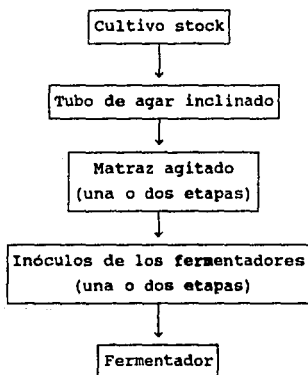 Cultivo stock
Tubo de agar inclinado
Matraz agitado
(una o dos etapas)
Inóculos de los fermentadores
(una o dos etapas)
Fermentador